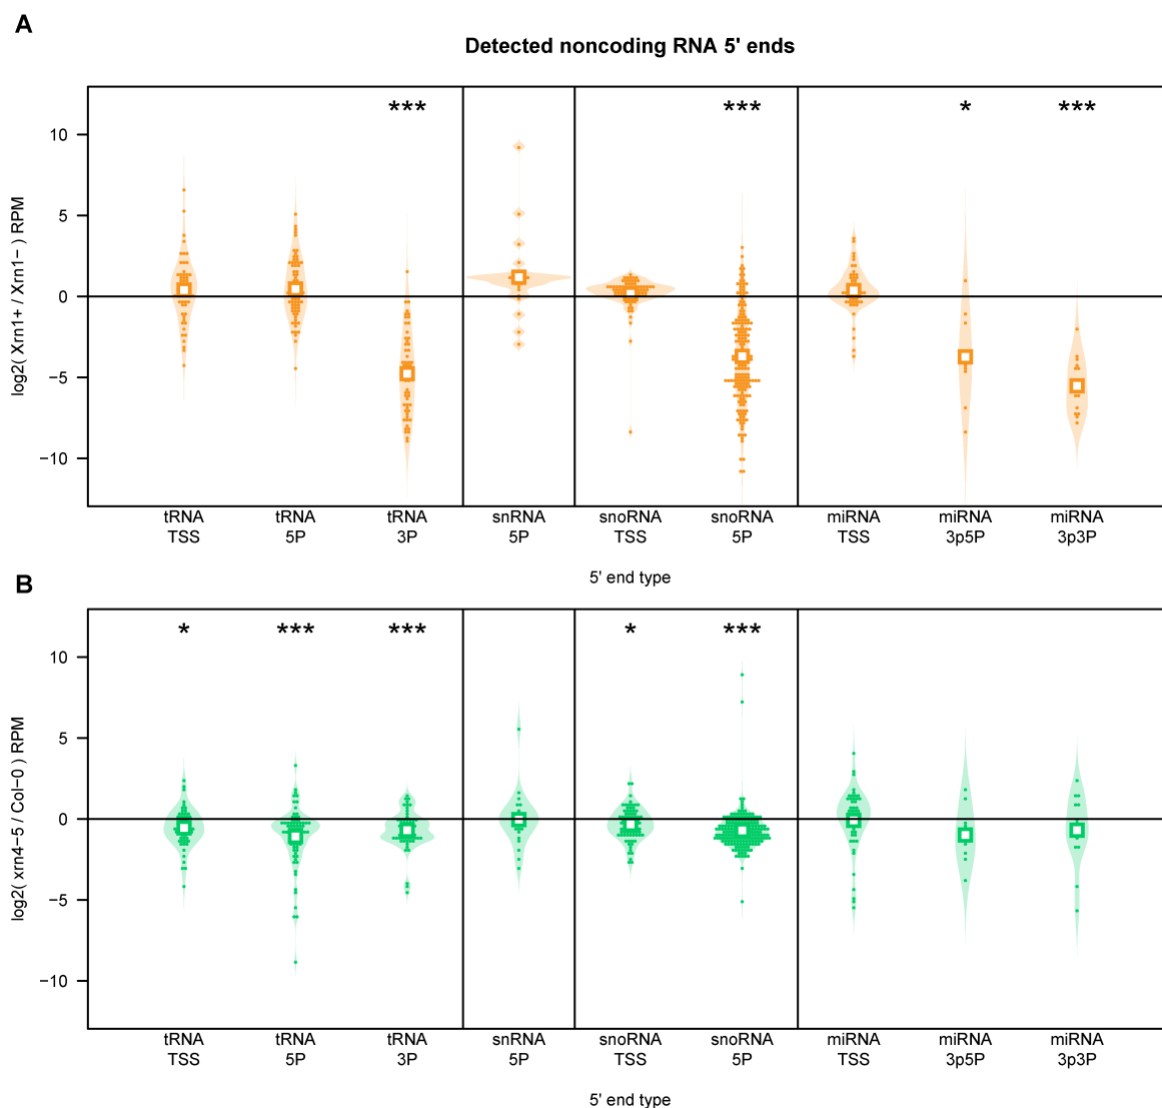 A
Detected noncoding RNA 5' ends
***
***
*
***
10
5
0
−5
−10
log2( Xrn1+ / Xrn1− ) RPM
tRNA tRNA tRNA snRNA snoRNA snoRNA miRNA miRNA miRNA
TSS 5P 3P 5P TSS 5P TSS 3p5P 3p3P
5' end type
B
*
***
***
*
***
10
5
0
−5
−10
log2( xrn4−5 / Col−0 ) RPM
tRNA tRNA tRNA snRNA snoRNA snoRNA miRNA miRNA miRNA
TSS 5P 3P 5P TSS 5P TSS 3p5P 3p3P
5' end type